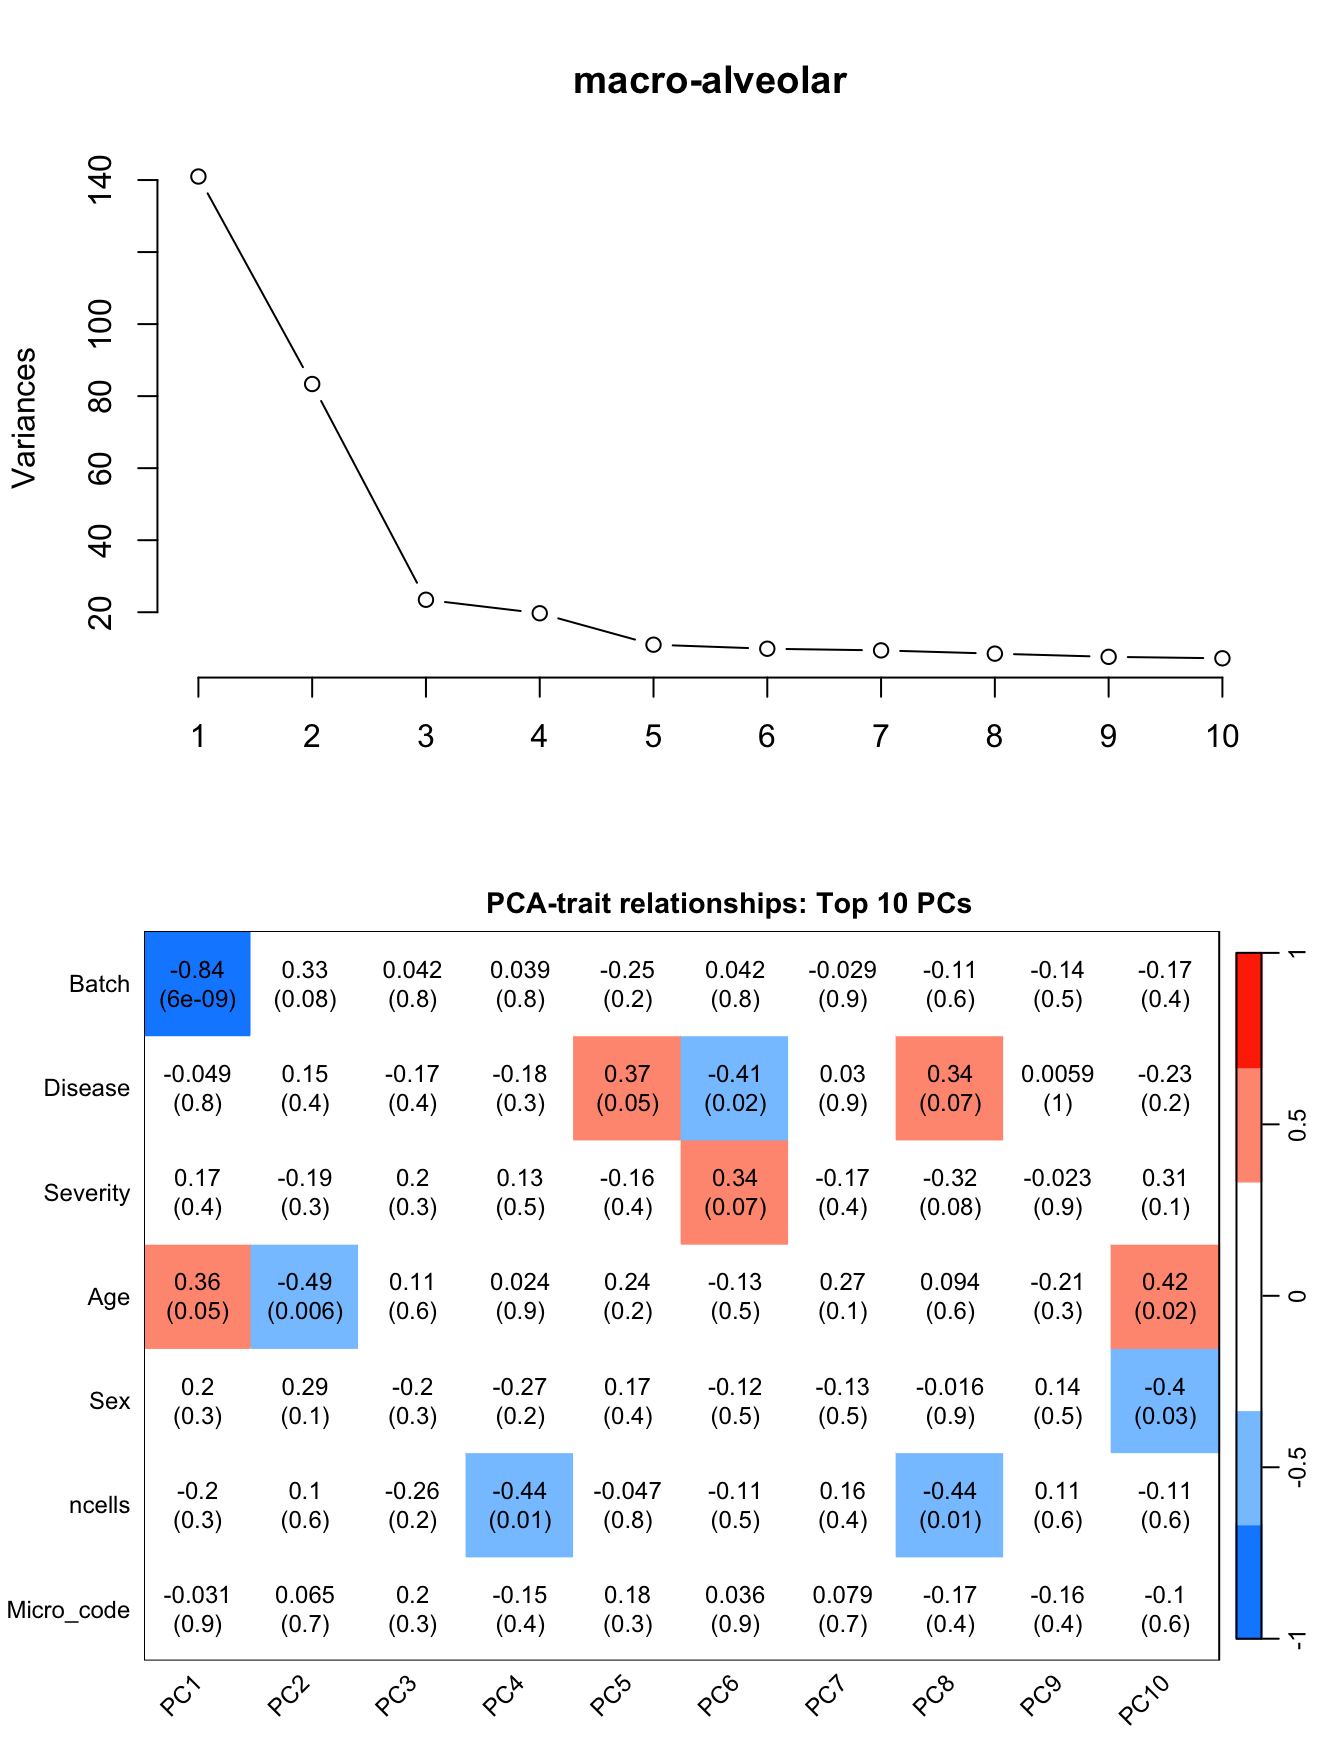 macro-alveolar
Variances
140
100
80
60
40
20
1 2 3 4 5 6 7 8 9 10
PCA-trait relationships: Top 10 PCs
Batch -0.84 0.33 0.042 0.039 -0.25 0.042 -0.029 -0.11 -0.14 -0.17
(6e-09) (0.08) (0.8) (0.8) (0.2) (0.8) (0.9) (0.6) (0.5) (0.4)
Disease -0.049 0.15 -0.17 -0.18 0.37 -0.41 0.03 0.34 0.0059 -0.23
(0.8) (0.4) (0.4) (0.3) (0.05) (0.02) (0.9) (0.07) (1) (0.2)
Severity 0.17 -0.19 0.2 0.13 -0.16 0.34 -0.17 -0.32 -0.023 0.31
(0.4) (0.3) (0.3) (0.5) (0.4) (0.07) (0.4) (0.08) (0.9) (0.1)
Age 0.36 -0.49 0.11 0.024 0.24 -0.13 0.27 0.094 -0.21 0.42
(0.05) (0.006) (0.6) (0.9) (0.2) (0.5) (0.1) (0.6) (0.3) (0.02)
Sex 0.2 0.29 -0.2 -0.27 0.17 -0.12 -0.13 -0.016 0.14 -0.4
(0.3) (0.1) (0.3) (0.2) (0.4) (0.5) (0.5) (0.9) (0.5) (0.03)
ncells -0.2 0.1 -0.26 -0.44 -0.047 -0.11 0.16 -0.44 0.11 -0.11
(0.3) (0.6) (0.2) (0.01) (0.8) (0.5) (0.4) (0.01) (0.6) (0.6)
Micro_code -0.031 0.065 0.2 -0.15 0.18 0.036 0.079 -0.17 -0.16 -0.1
(0.9) (0.7) (0.3) (0.4) (0.3) (0.9) (0.7) (0.4) (0.4) (0.6)
PC1 PC2 PC3 PC4 PC5 PC6 PC7 PC8 PC9 PC10
1
0.5
0
-0.5
-1